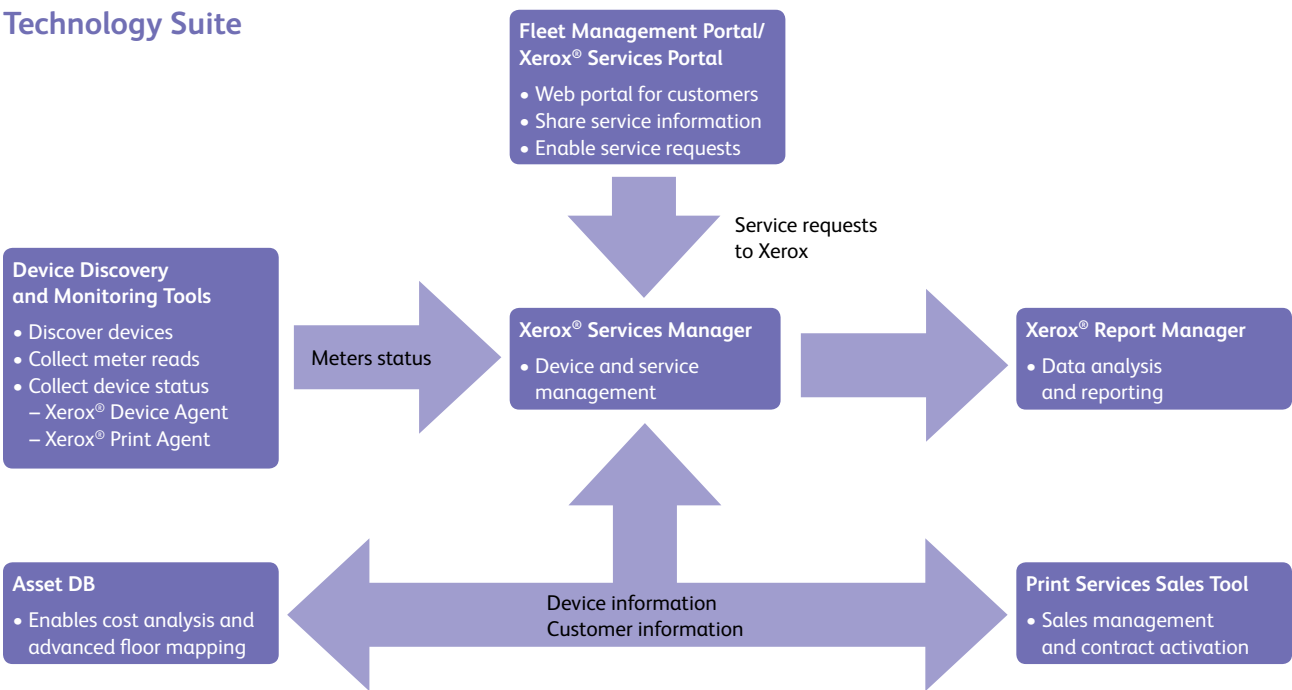 Technology Suite
Fleet Management Portal/
Xerox® Services Portal
• Web portal for customers
• Share service information
• Enable service requests
Service requests
to Xerox
Device Discovery
and Monitoring Tools
• Discover devices
• Collect meter reads
• Collect device status
– Xerox® Device Agent
– Xerox® Print Agent
Meters status
Xerox® Services Manager
• Device and service
management
Xerox® Report Manager
• Data analysis
and reporting
Asset DB
• Enables cost analysis and
advanced floor mapping
Device information
Customer information
Print Services Sales Tool
• Sales management
and contract activation